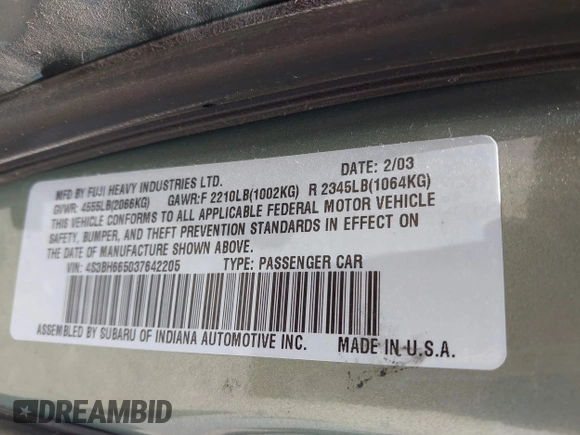 MFD BY FUJI HEAVY INDUSTRIES LTD. DATE: 2/03
GVWR: 4555LB(2066KG) GAWR:F 2210LB(1002KG) R 2345LB(1064KG)
THIS VEHICLE CONFORMS TO ALL APPLICABLE FEDERAL MOTOR VEHICLE
SAFETY, BUMPER, AND THEFT PREVENTION STANDARDS IN EFFECT ON
THE DATE OF MANUFACTURE SHOWN ABOVE.
VIN: 4S3BH665037642205 TYPE: PASSENGER CAR
ASSEMBLED BY SUBARU OF INDIANA AUTOMOTIVE INC. MADE IN U.S.A.
DREAMBID